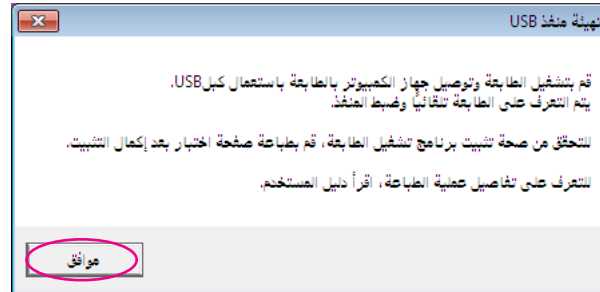 تهيئة منفذ USB
قم بتشغيل الطابعة وتوصيل جهاز الكمبيوتر بالطابعة باستعمال كبل USB.
يتم التعرف على الطابعة تلقائيًا وضبط المنفذ.
للتحقق من صحة تثبيت برنامج تشغيل الطابعة، قم بطباعة صفحة اختبار بعد إكمال التثبيت.
للتعرف على تفاصيل عملية الطباعة، اقرأ دليل المستخدم.
موافق